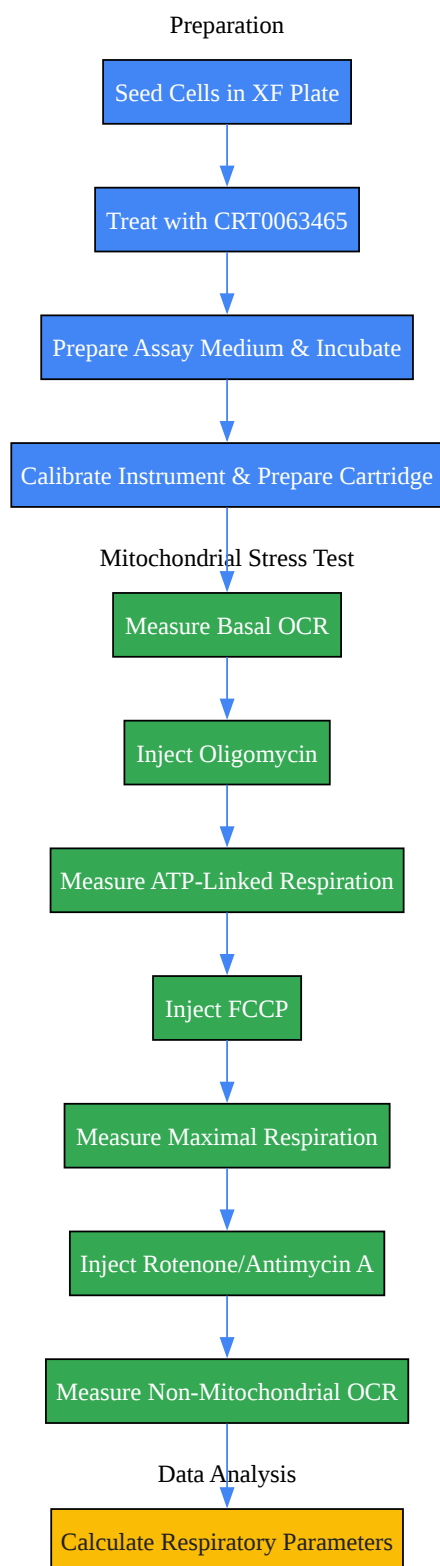 Preparation
Seed Cells in XF Plate
Treat with CRT0063465
Prepare Assay Medium & Incubate
Calibrate Instrument & Prepare Cartridge
Mitochondrial Stress Test
Measure Basal OCR
Inject Oligomycin
Measure ATP-Linked Respiration
Inject FCCP
Measure Maximal Respiration
Inject Rotenone/Antimycin A
Measure Non-Mitochondrial OCR
Data Analysis
Calculate Respiratory Parameters